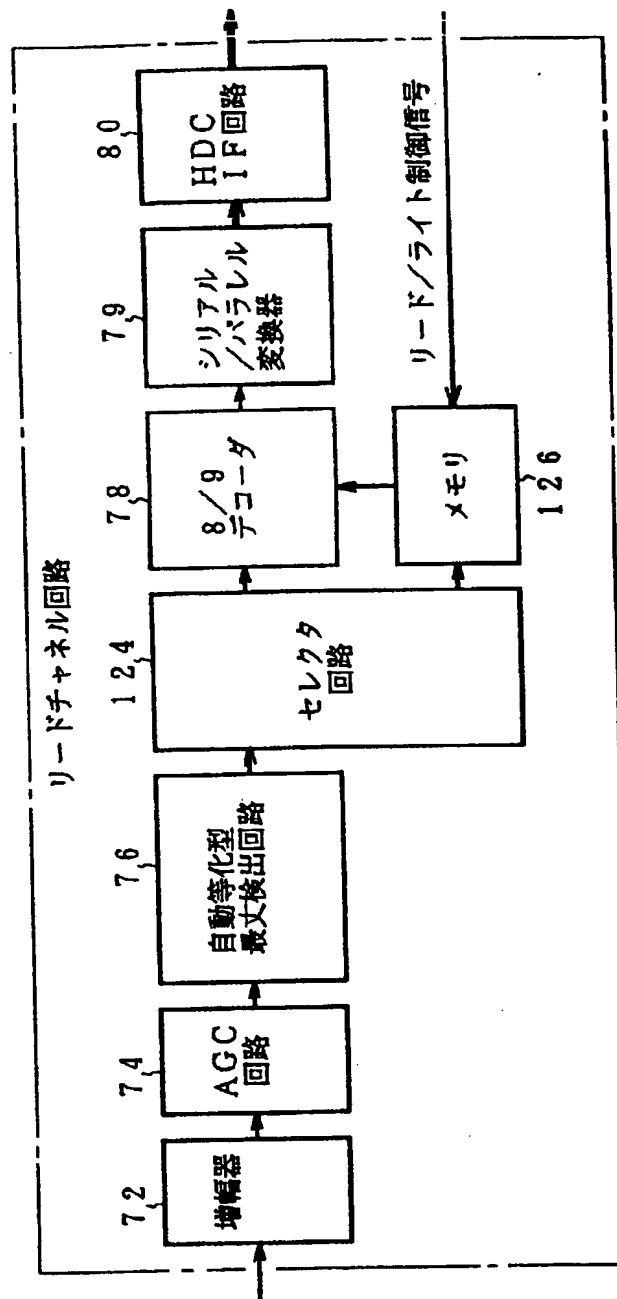 リードチャネル回路
72
増幅器
74
AGC
回路
76
自動等化型
最丈検出回路
124
セレクタ
回路
78
8／9
デコーダ
79
シリアル
／パラレル
変換器
80
HDC
IF回路
メモリ
126
リード／ライト制御信号